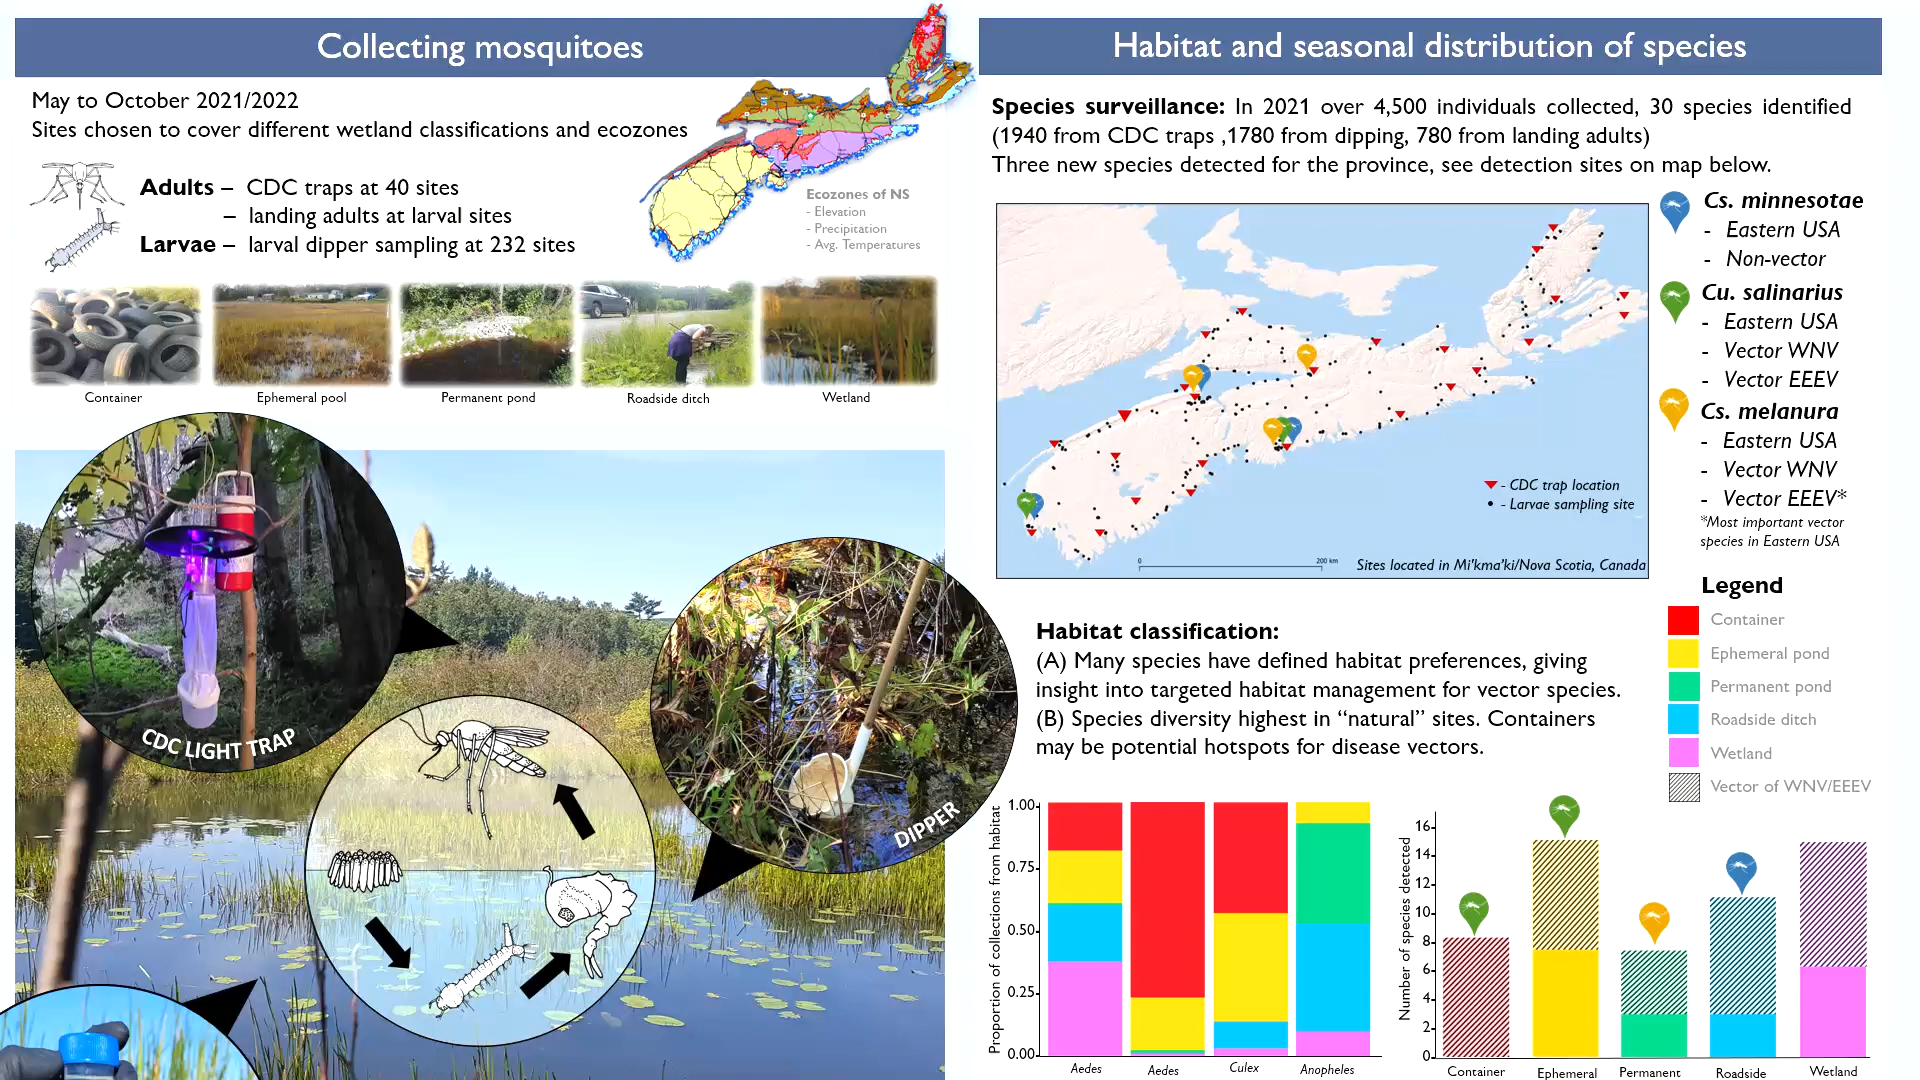 Collecting mosquitoes
May to October 2021/2022
Sites chosen to cover different wetland classifications and ecozones
Adults – CDC traps at 40 sites
– landing adults at larval sites
Larvae – larval dipper sampling at 232 sites
Ecozones of NS
- Elevation
- Precipitation
- Avg. Temperatures
Container
Ephemeral pool
Permanent pond
Roadside ditch
Wetland
CDC LIGHT TRAP
DIPPER
Habitat and seasonal distribution of species
Species surveillance: In 2021 over 4,500 individuals collected, 30 species identified
(1940 from CDC traps ,1780 from dipping, 780 from landing adults)
Three new species detected for the province, see detection sites on map below.
Cs. minnesotae
- Eastern USA
- Non-vector
Cu. salinarius
- Eastern USA
- Vector WNV
- Vector EEEV
Cs. melanura
- Eastern USA
- Vector WNV
- Vector EEEV*
*Most important vector
species in Eastern USA
- CDC trap location
- Larvae sampling site
0 200 km
Sites located in Mi'kma'ki/Nova Scotia, Canada
Legend
Container
Ephemeral pond
Permanent pond
Roadside ditch
Wetland
Vector of WNV/EEEV
Habitat classification:
(A) Many species have defined habitat preferences, giving
insight into targeted habitat management for vector species.
(B) Species diversity highest in “natural” sites. Containers
may be potential hotspots for disease vectors.
Proportion of collections from habitat
1.00
0.75
0.50
0.25
0.00
Aedes
Aedes
Culex
Anopheles
Number of species detected
16
14
12
10
8
6
4
2
0
Container
Ephemeral
Permanent
Roadside
Wetland